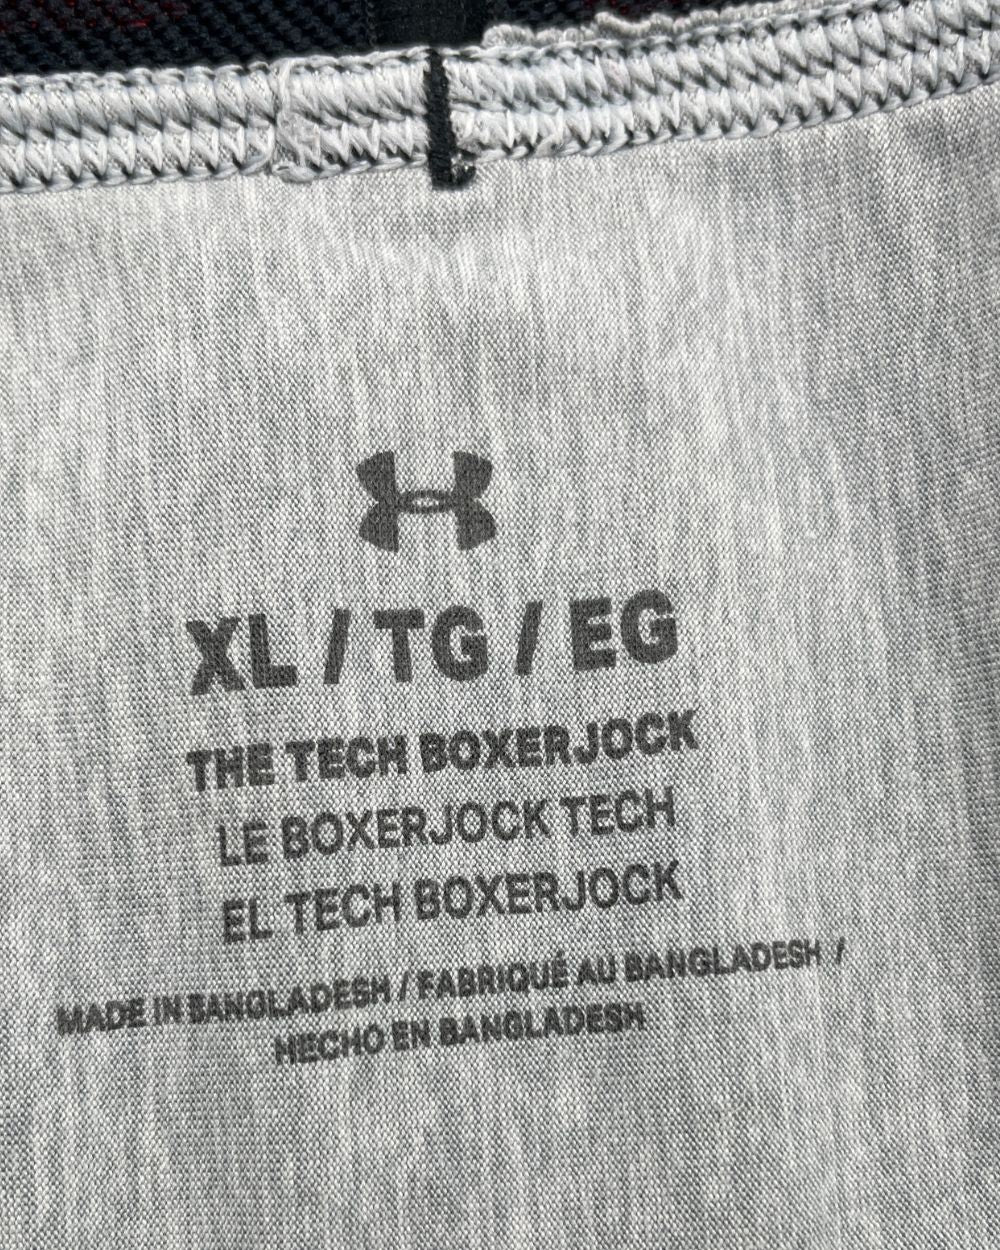 XL / TG / EG
THE TECH BOXERJOCK
LE BOXERJOCK TECH
EL TECH BOXERJOCK
MADE IN BANGLADESH / FABRIQUÉ AU BANGLADESH /
HECHO EN BANGLADESH